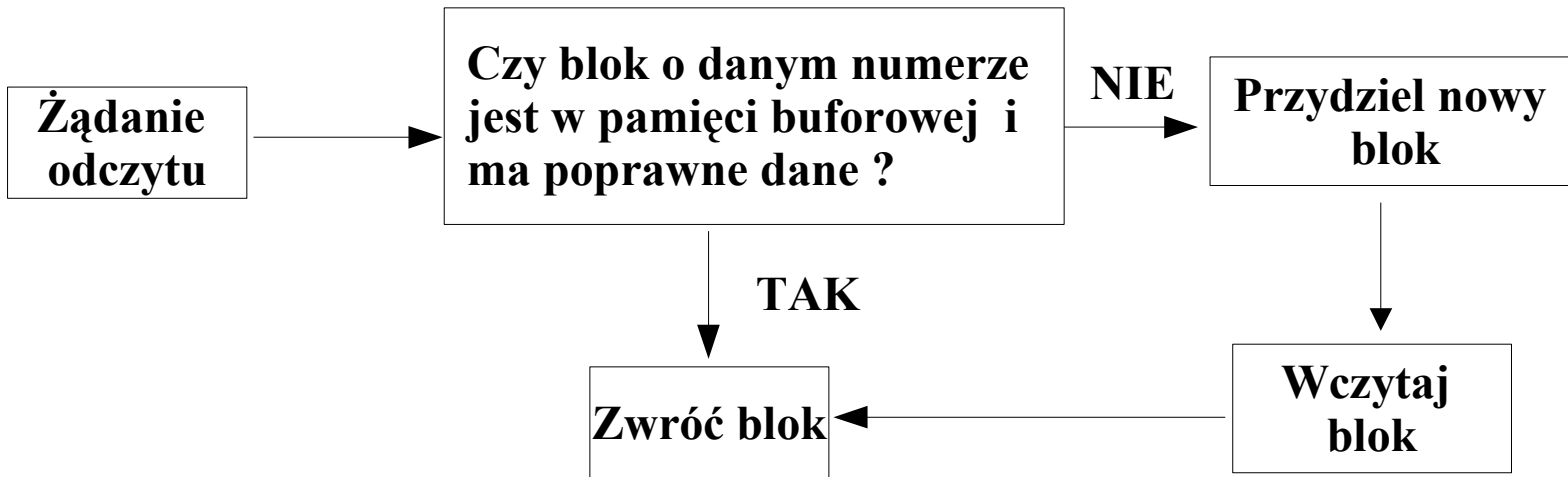 Żądanie
odczytu
Czy blok o danym numerze
jest w pamięci buforowej i
ma poprawne dane ?
NIE
Przydziel nowy
blok
TAK
Wczytaj
blok
Zwróć blok